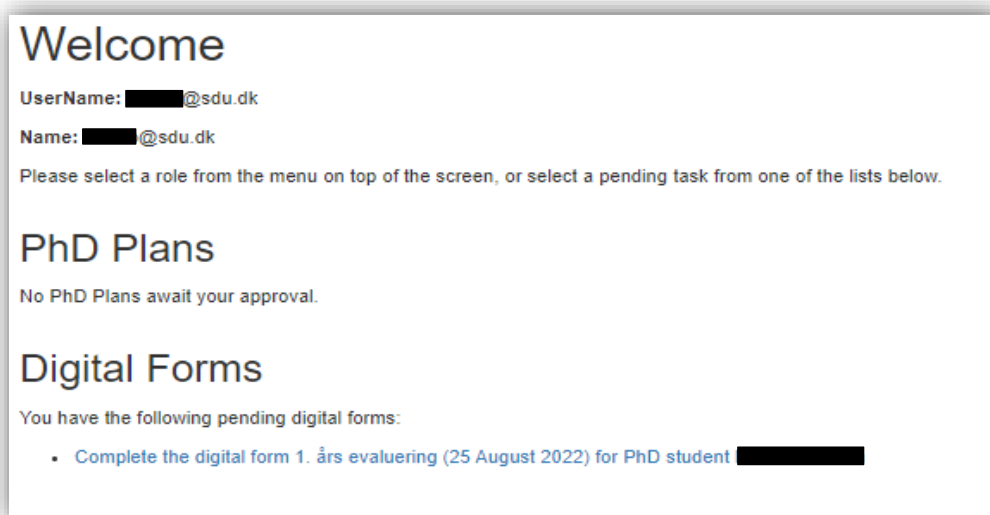 Welcome
UserName: @sdu.dk
Name: @sdu.dk
Please select a role from the menu on top of the screen, or select a pending task from one of the lists below.
PhD Plans
No PhD Plans await your approval.
Digital Forms
You have the following pending digital forms:
• Complete the digital form 1. års evaluering (25 August 2022) for PhD student